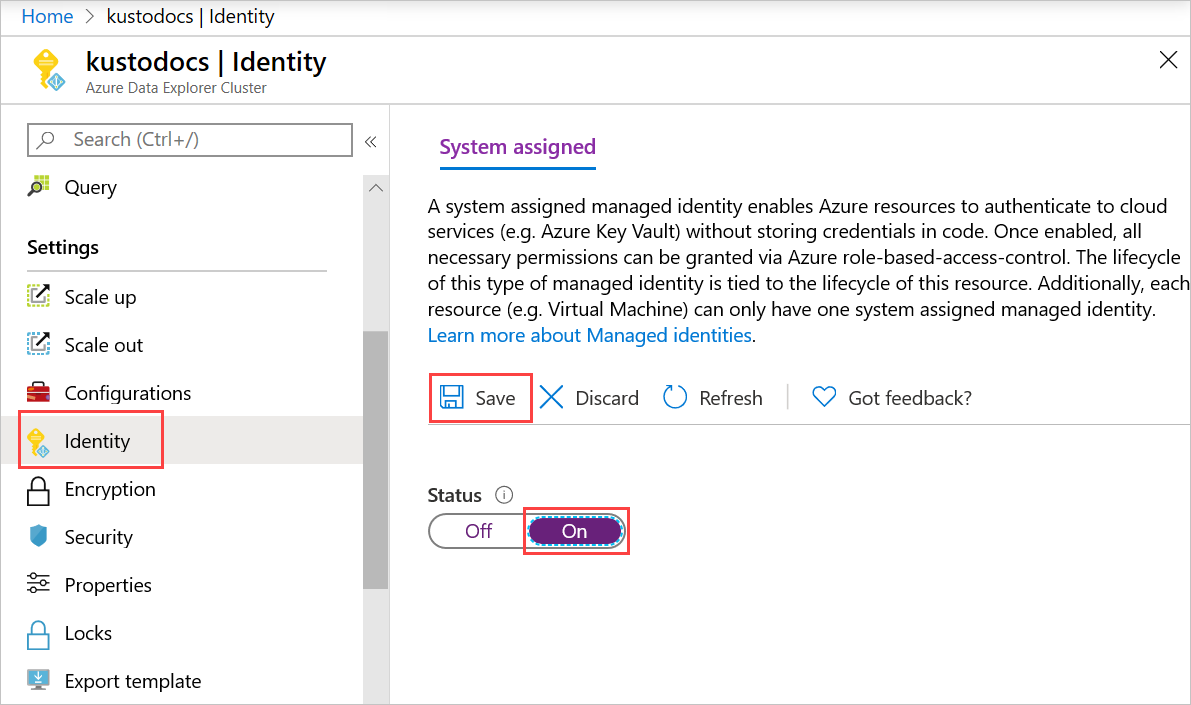 Home > kustodocs | Identity
kustodocs | Identity
Azure Data Explorer Cluster
Search (Ctrl+/)
Query
Settings
Scale up
Scale out
Configurations
Identity
Encryption
Security
Properties
Locks
Export template
System assigned
A system assigned managed identity enables Azure resources to authenticate to cloud
services (e.g. Azure Key Vault) without storing credentials in code. Once enabled, all
necessary permissions can be granted via Azure role-based-access-control. The lifecycle
of this type of managed identity is tied to the lifecycle of this resource. Additionally, each
resource (e.g. Virtual Machine) can only have one system assigned managed identity.
Learn more about Managed identities.
Save Discard Refresh Got feedback?
Status
Off On